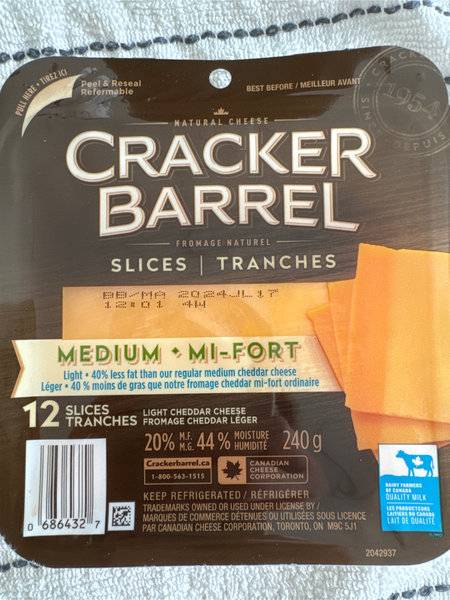 PULL HERE • TIREZ ICI
Peel & Reseal
Refermable
BEST BEFORE / MEILLEUR AVANT
SINCE
1954
DEPUIS
NATURAL CHEESE
CRACKER
BARREL
FROMAGE NATUREL
SLICES | TRANCHES
BB/MA 2024JL17
12:01 4W
MEDIUM • MI-FORT
Light • 40% less fat than our regular medium cheddar cheese
Léger • 40 % moins de gras que notre fromage cheddar mi-fort ordinaire
12 SLICES TRANCHES
LIGHT CHEDDAR CHEESE
FROMAGE CHEDDAR LÉGER
20% M.F. M.G. 44% MOISTURE HUMIDITÉ 240 g
Crackerbarrel.ca
1-800-563-1515
CANADIAN
CHEESE
CORPORATION
KEEP REFRIGERATED / RÉFRIGÉRER
TRADEMARKS OWNED OR USED UNDER LICENSE BY /
MARQUES DE COMMERCE DÉTENUES OU UTILISÉES SOUS LICENCE
PAR CANADIAN CHEESE CORPORATION, TORONTO, ON M9C 5J1
0 686432 7
DAIRY FARMERS
OF CANADA
QUALITY MILK
LES PRODUCTEURS
LAITIERS DU CANADA
LAIT DE QUALITÉ
2042937